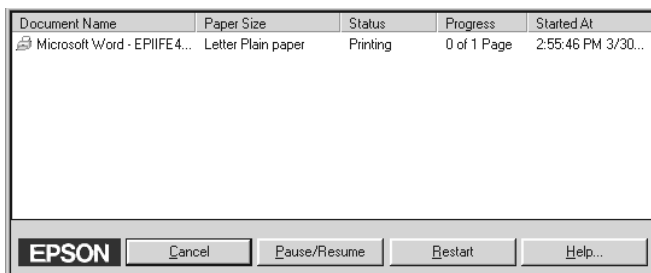 Document Name Paper Size Status Progress Started At
Microsoft Word - EPIIFE4... Letter Plain paper Printing 0 of 1 Page 2:55:46 PM 3/30...
EPSON Cancel Pause/Resume Restart Help...